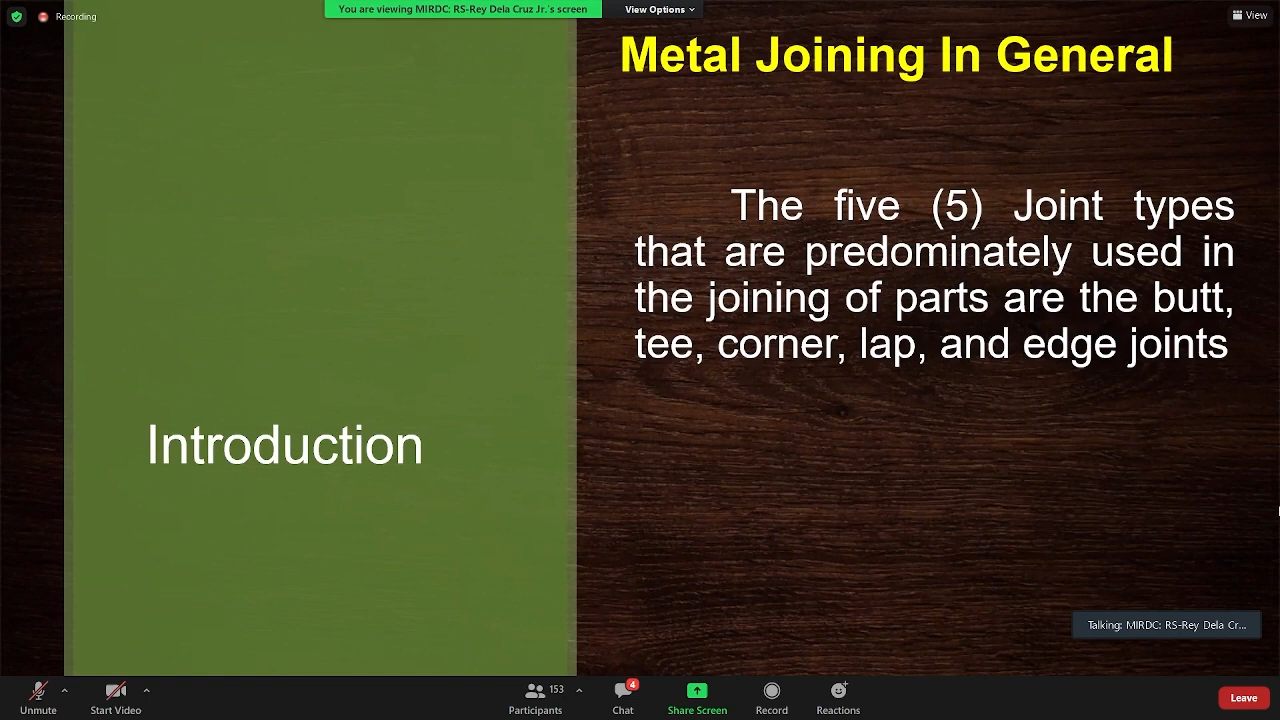 Recording
You are viewing MIRDC: RS-Rey Dela Cruz Jr.'s screen
View Options
View
Metal Joining In General
The five (5) Joint types
that are predominately used in
the joining of parts are the butt,
tee, corner, lap, and edge joints
Introduction
Talking: MIRDC: RS-Rey Dela Cr...
Unmute
Start Video
153
Participants
4
Chat
Share Screen
Record
Reactions
Leave